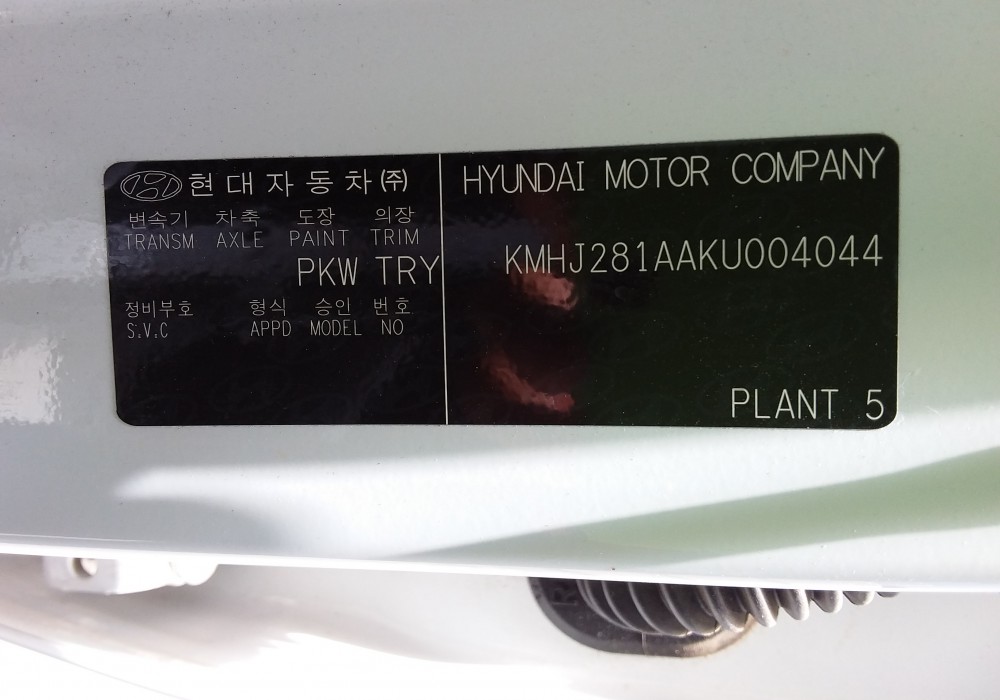 현대자동차㈜
변속기 차축 도장 의장
TRANSM AXLE PAINT TRIM
PKW TRY
정비부호 형식 승인 번호
S.V.C APPD MODEL NO
HYUNDAI MOTOR COMPANY
KMHJ281AAKU004044
PLANT 5